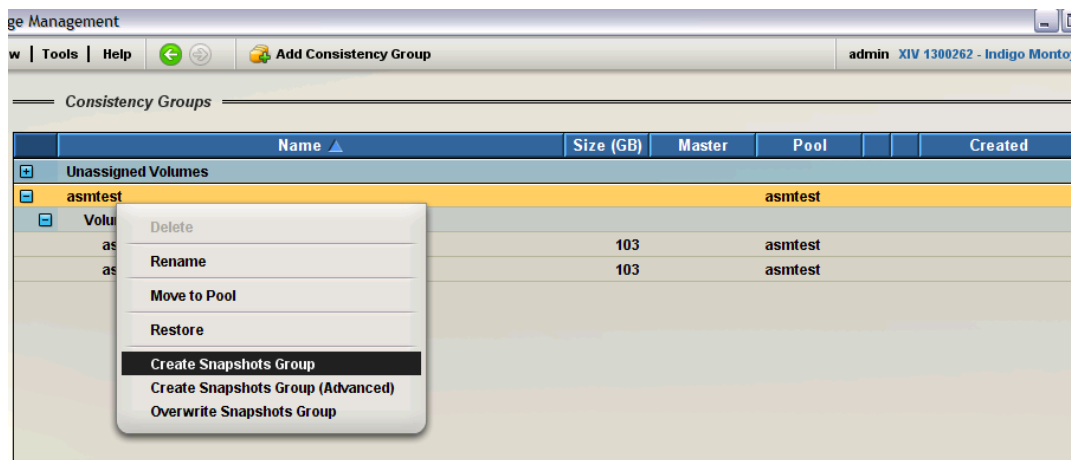 ge Management
w | Tools | Help Add Consistency Group admin XIV 1300262 - Indigo Montoy
Consistency Groups
Name Size (GB) Master Pool Created
Unassigned Volumes
asmtest asmtest
Volu
as 103 asmtest
as 103 asmtest
Delete
Rename
Move to Pool
Restore
Create Snapshots Group
Create Snapshots Group (Advanced)
Overwrite Snapshots Group